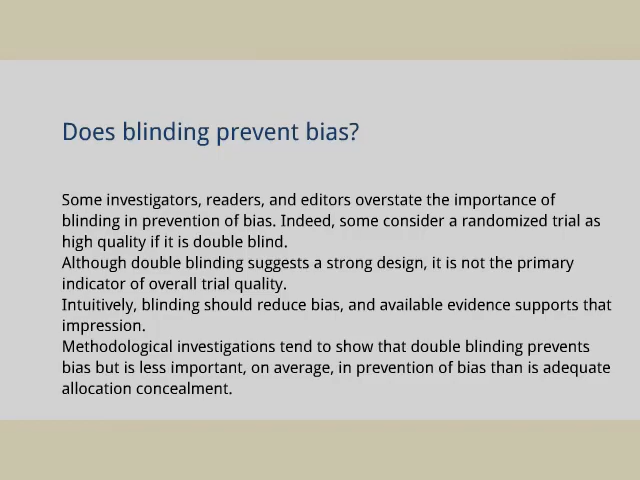 Does blinding prevent bias?
Some investigators, readers, and editors overstate the importance of
blinding in prevention of bias. Indeed, some consider a randomized trial as
high quality if it is double blind.
Although double blinding suggests a strong design, it is not the primary
indicator of overall trial quality.
Intuitively, blinding should reduce bias, and available evidence supports that
impression.
Methodological investigations tend to show that double blinding prevents
bias but is less important, on average, in prevention of bias than is adequate
allocation concealment.